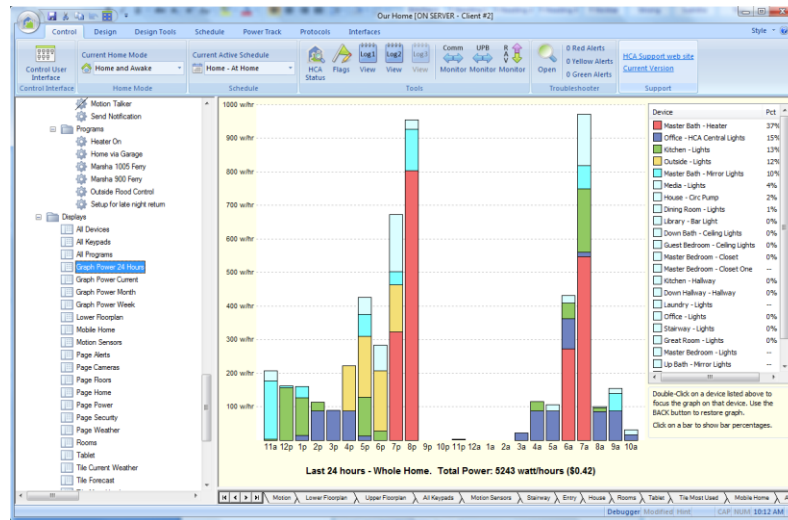 Our Home [ON SERVER - Client #2]
Control Design Design Tools Schedule Power Track Protocols Interfaces Style
Control User Interface
Control Interface
Current Home Mode
Home and Awake
Home Mode
Current Active Schedule
Home - At Home
Schedule
HCA Status
Flags
Log1 View
Log2 View
Log3 View
Comm Monitor
UPB Monitor
Monitor
Tools
Open
0 Red Alerts
0 Yellow Alerts
0 Green Alerts
Troubleshooter
HCA Support web site
Current Version
Support
Motion Talker
Send Notification
Programs
Heater On
Home via Garage
Marsha 1005 Ferry
Marsha 900 Ferry
Outside Flood Control
Setup for late night return
Displays
All Devices
All Keypads
All Programs
Graph Power 24 Hours
Graph Power Current
Graph Power Month
Graph Power Week
Lower Floorplan
Mobile Home
Motion Sensors
Page Alerts
Page Cameras
Page Floors
Page Home
Page Power
Page Security
Page Weather
Rooms
Tablet
Tile Current Weather
Tile Forecast
1000 w/hr
900 w/hr
800 w/hr
700 w/hr
600 w/hr
500 w/hr
400 w/hr
300 w/hr
200 w/hr
100 w/hr
11a 12p 1p 2p 3p 4p 5p 6p 7p 8p 9p 10p 11p 12a 1a 2a 3a 4a 5a 6a 7a 8a 9a 10a
Last 24 hours - Whole Home. Total Power: 5243 watt/hours ($0.42)
Device Pct
Master Bath - Heater 37%
Office - HCA Central Lights 15%
Kitchen - Lights 13%
Outside - Lights 12%
Master Bath - Mirror Lights 10%
Media - Lights 4%
House - Circ Pump 2%
Dining Room - Lights 1%
Library - Bar Light 0%
Down Bath - Ceiling Lights 0%
Guest Bedroom - Ceiling Lights 0%
Master Bedroom - Closet 0%
Master Bedroom - Closet One --
Kitchen - Hallway 0%
Down Hallway - Hallway 0%
Laundry - Lights --
Office - Lights 0%
Stairway - Lights 0%
Great Room - Lights 0%
Master Bedroom - Lights --
Up Bath - Mirror Lights --
Double-Click on a device listed above to
focus the graph on that device. Use the
BACK button to restore graph.
Click on a bar to show bar percentages.
Motion Lower Floorplan Upper Floorplan All Keypads Motion Sensors Stairway Entry House Rooms Tablet Tile Most Used Mobile Home
Debugger Modified Hint CAP NUM 10:12 AM